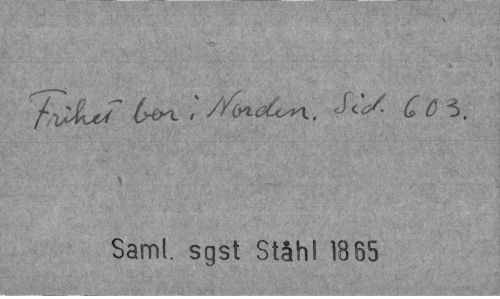 Frihet bor i Norden. Sid. 603.
Saml. sgst Ståhl 1865